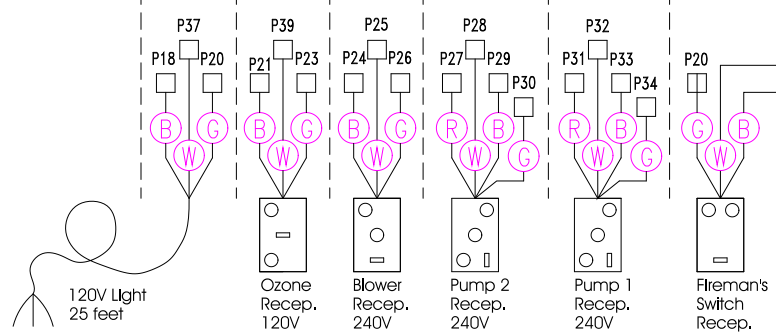 P37 P39 P25 P28 P32
P18 P20 P21 P23 P24 P26 P27 P29 P31 P33 P20
P30 P34
B G B G B G R B R B G B
W W W W G W G W
120V Light
25 feet
Ozone
Recep.
120V
Blower
Recep.
240V
Pump 2
Recep.
240V
Pump 1
Recep.
240V
Fireman's
Switch
Recep.